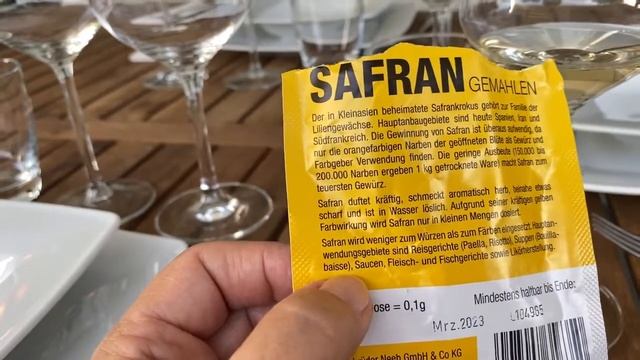 SAFRAN GEMAHLEN
Der in Kleinasien beheimatete Safrankrokus gehört zur Familie der
Liliengewächse. Hauptanbaugebiete sind heute Spanien, Iran und
Südfrankreich. Die Gewinnung von Safran ist überaus aufwendig, da
nur die orangefarbigen Narben der geöffneten Blüte als Gewürz und
Farbgeber Verwendung finden. Die geringe Ausbeute (150.000 bis
200.000 Narben ergeben 1 kg getrocknete Ware) macht Safran zum
teuersten Gewürz.
Safran duftet kräftig, schmeckt aromatisch herb, beinahe etwas
scharf und ist in Wasser löslich. Aufgrund seiner kräftigen gelben
Farbwirkung wird Safran nur in kleinen Mengen dosiert.
Safran wird weniger zum Würzen als zum Färben eingesetzt. Hauptan-
wendungsgebiete sind Reisgerichte (Paella, Risotto), Suppen (Bouilla-
baisse), Saucen, Fleisch- und Fischgerichte sowie Likörherstellung.
ose = 0,1g
Mindestens haltbar bis Ende:
Mrz.2023 L104965
Neeb GmbH & Co KG